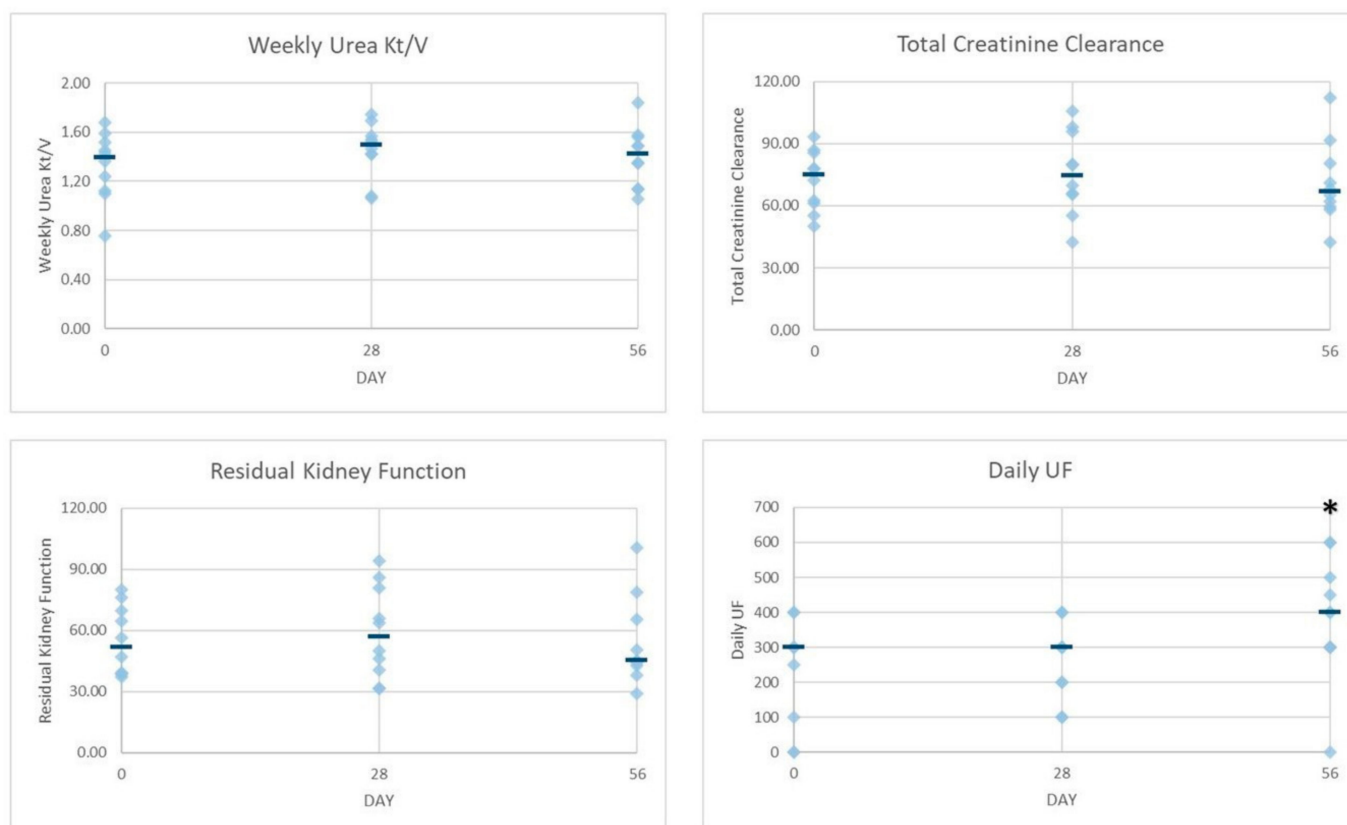 Weekly Urea Kt/V
Weekly Urea Kt/V
2.00
1.60
1.20
0.80
0.40
0.00
0 28 56
DAY
Total Creatinine Clearance
Total Creatinine Clearance
120.00
90.00
60.00
30.00
0.00
0 28 56
DAY
Residual Kidney Function
Residual Kidney Function
120.00
90.00
60.00
30.00
0.00
0 28 56
DAY
Daily UF
Daily UF
*
700
600
500
400
300
200
100
0
0 28 56
DAY